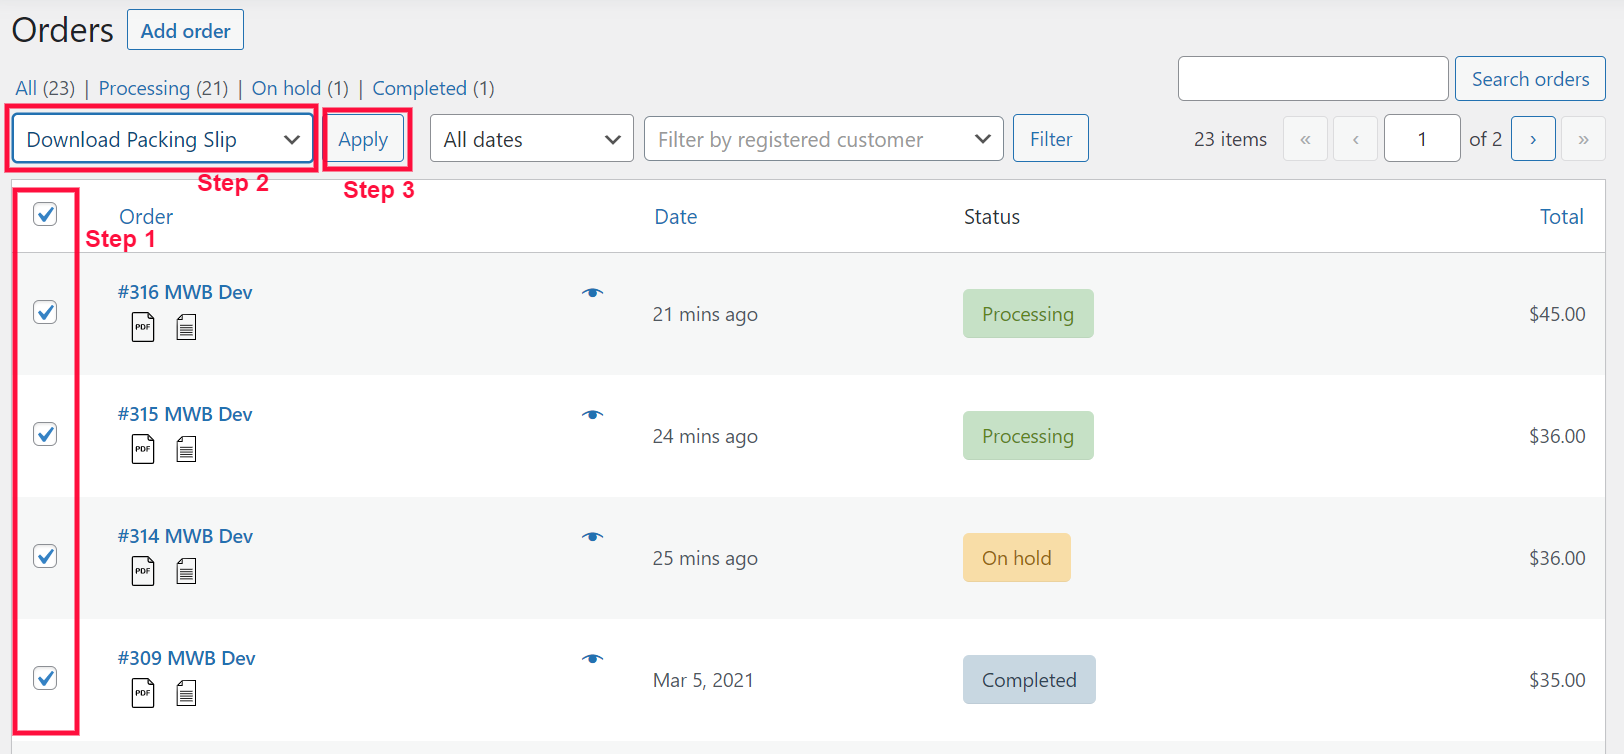 Orders Add order
All (23) | Processing (21) | On hold (1) | Completed (1)
Search orders
Download Packing Slip Apply All dates Filter by registered customer Filter 23 items « ‹ 1 of 2 › »
Step 2 Step 3
Order Date Status Total
Step 1
#316 MWB Dev
PDF
21 mins ago Processing $45.00
#315 MWB Dev
PDF
24 mins ago Processing $36.00
#314 MWB Dev
PDF
25 mins ago On hold $36.00
#309 MWB Dev
PDF
Mar 5, 2021 Completed $35.00